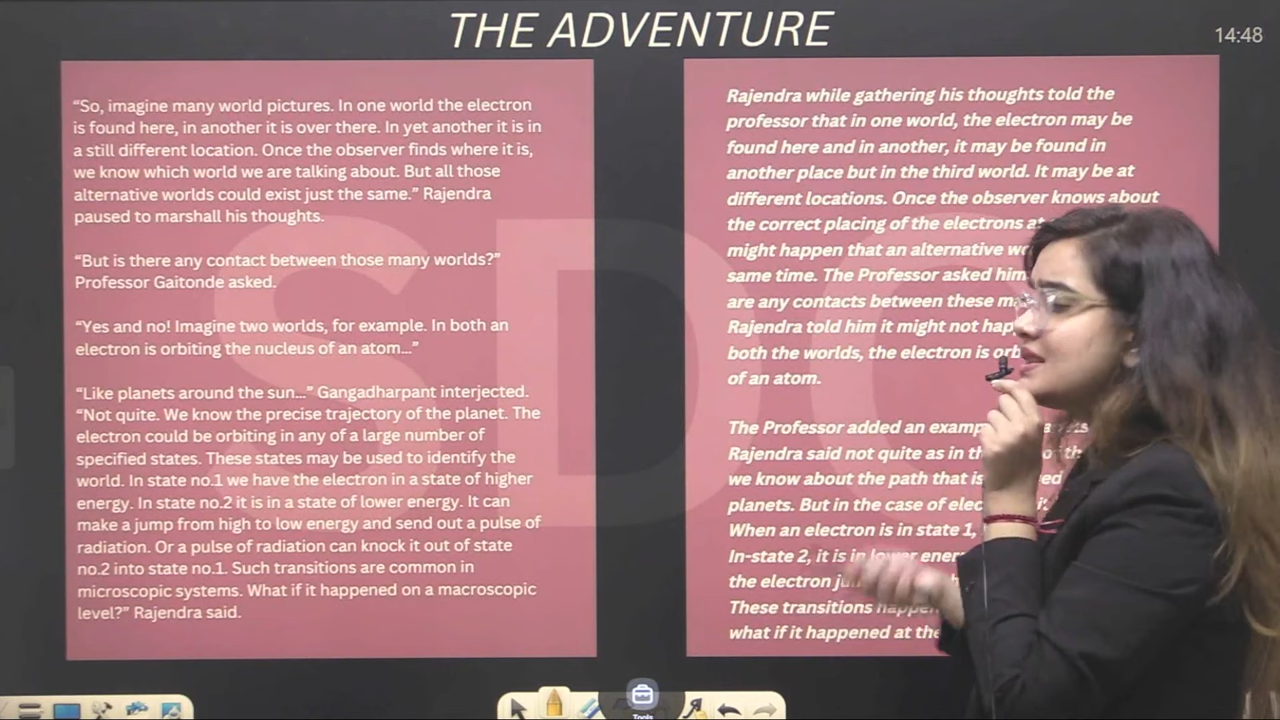 THE ADVENTURE
14:48
“So, imagine many world pictures. In one world the electron
is found here, in another it is over there. In yet another it is in
a still different location. Once the observer finds where it is,
we know which world we are talking about. But all those
alternative worlds could exist just the same.” Rajendra
paused to marshall his thoughts.
“But is there any contact between those many worlds?”
Professor Gaitonde asked.
“Yes and no! Imagine two worlds, for example. In both an
electron is orbiting the nucleus of an atom...”
“Like planets around the sun...” Gangadharpant interjected.
“Not quite. We know the precise trajectory of the planet. The
electron could be orbiting in any of a large number of
specified states. These states may be used to identify the
world. In state no.1 we have the electron in a state of higher
energy. In state no.2 it is in a state of lower energy. It can
make a jump from high to low energy and send out a pulse of
radiation. Or a pulse of radiation can knock it out of state
no.2 into state no.1. Such transitions are common in
microscopic systems. What if it happened on a macroscopic
level?” Rajendra said.
Rajendra while gathering his thoughts told the
professor that in one world, the electron may be
found here and in another, it may be found in
another place but in the third world. It may be at
different locations. Once the observer knows about
the correct placing of the electrons
might happen that an alternative
same time. The Professor asked him
are any contacts between these
Rajendra told him it might not
both the worlds, the electron is
of an atom.
The Professor added an
Rajendra said not quite as in
we know about the path that is
planets. But in the case of
When an electron is in state 1,
In-state 2, it is in lower
the electron
These transitions
what if it happened at the
SDC
Tools